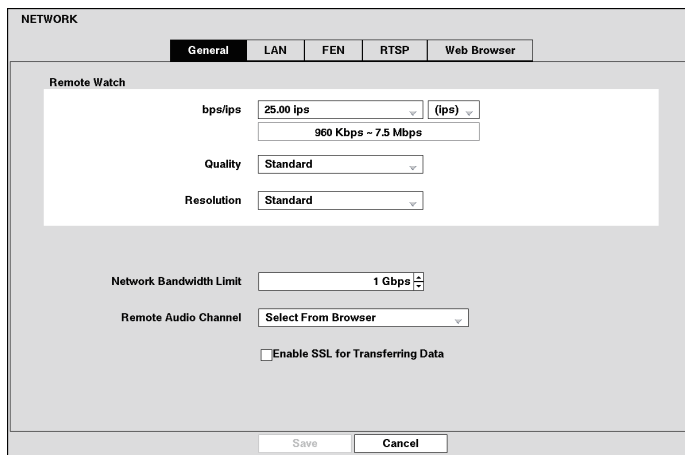 NETWORK
General LAN FEN RTSP Web Browser
Remote Watch
bps/ips 25.00 ips (ips)
960 Kbps ~ 7.5 Mbps
Quality Standard
Resolution Standard
Network Bandwidth Limit 1 Gbps
Remote Audio Channel Select From Browser
Enable SSL for Transferring Data
Save Cancel